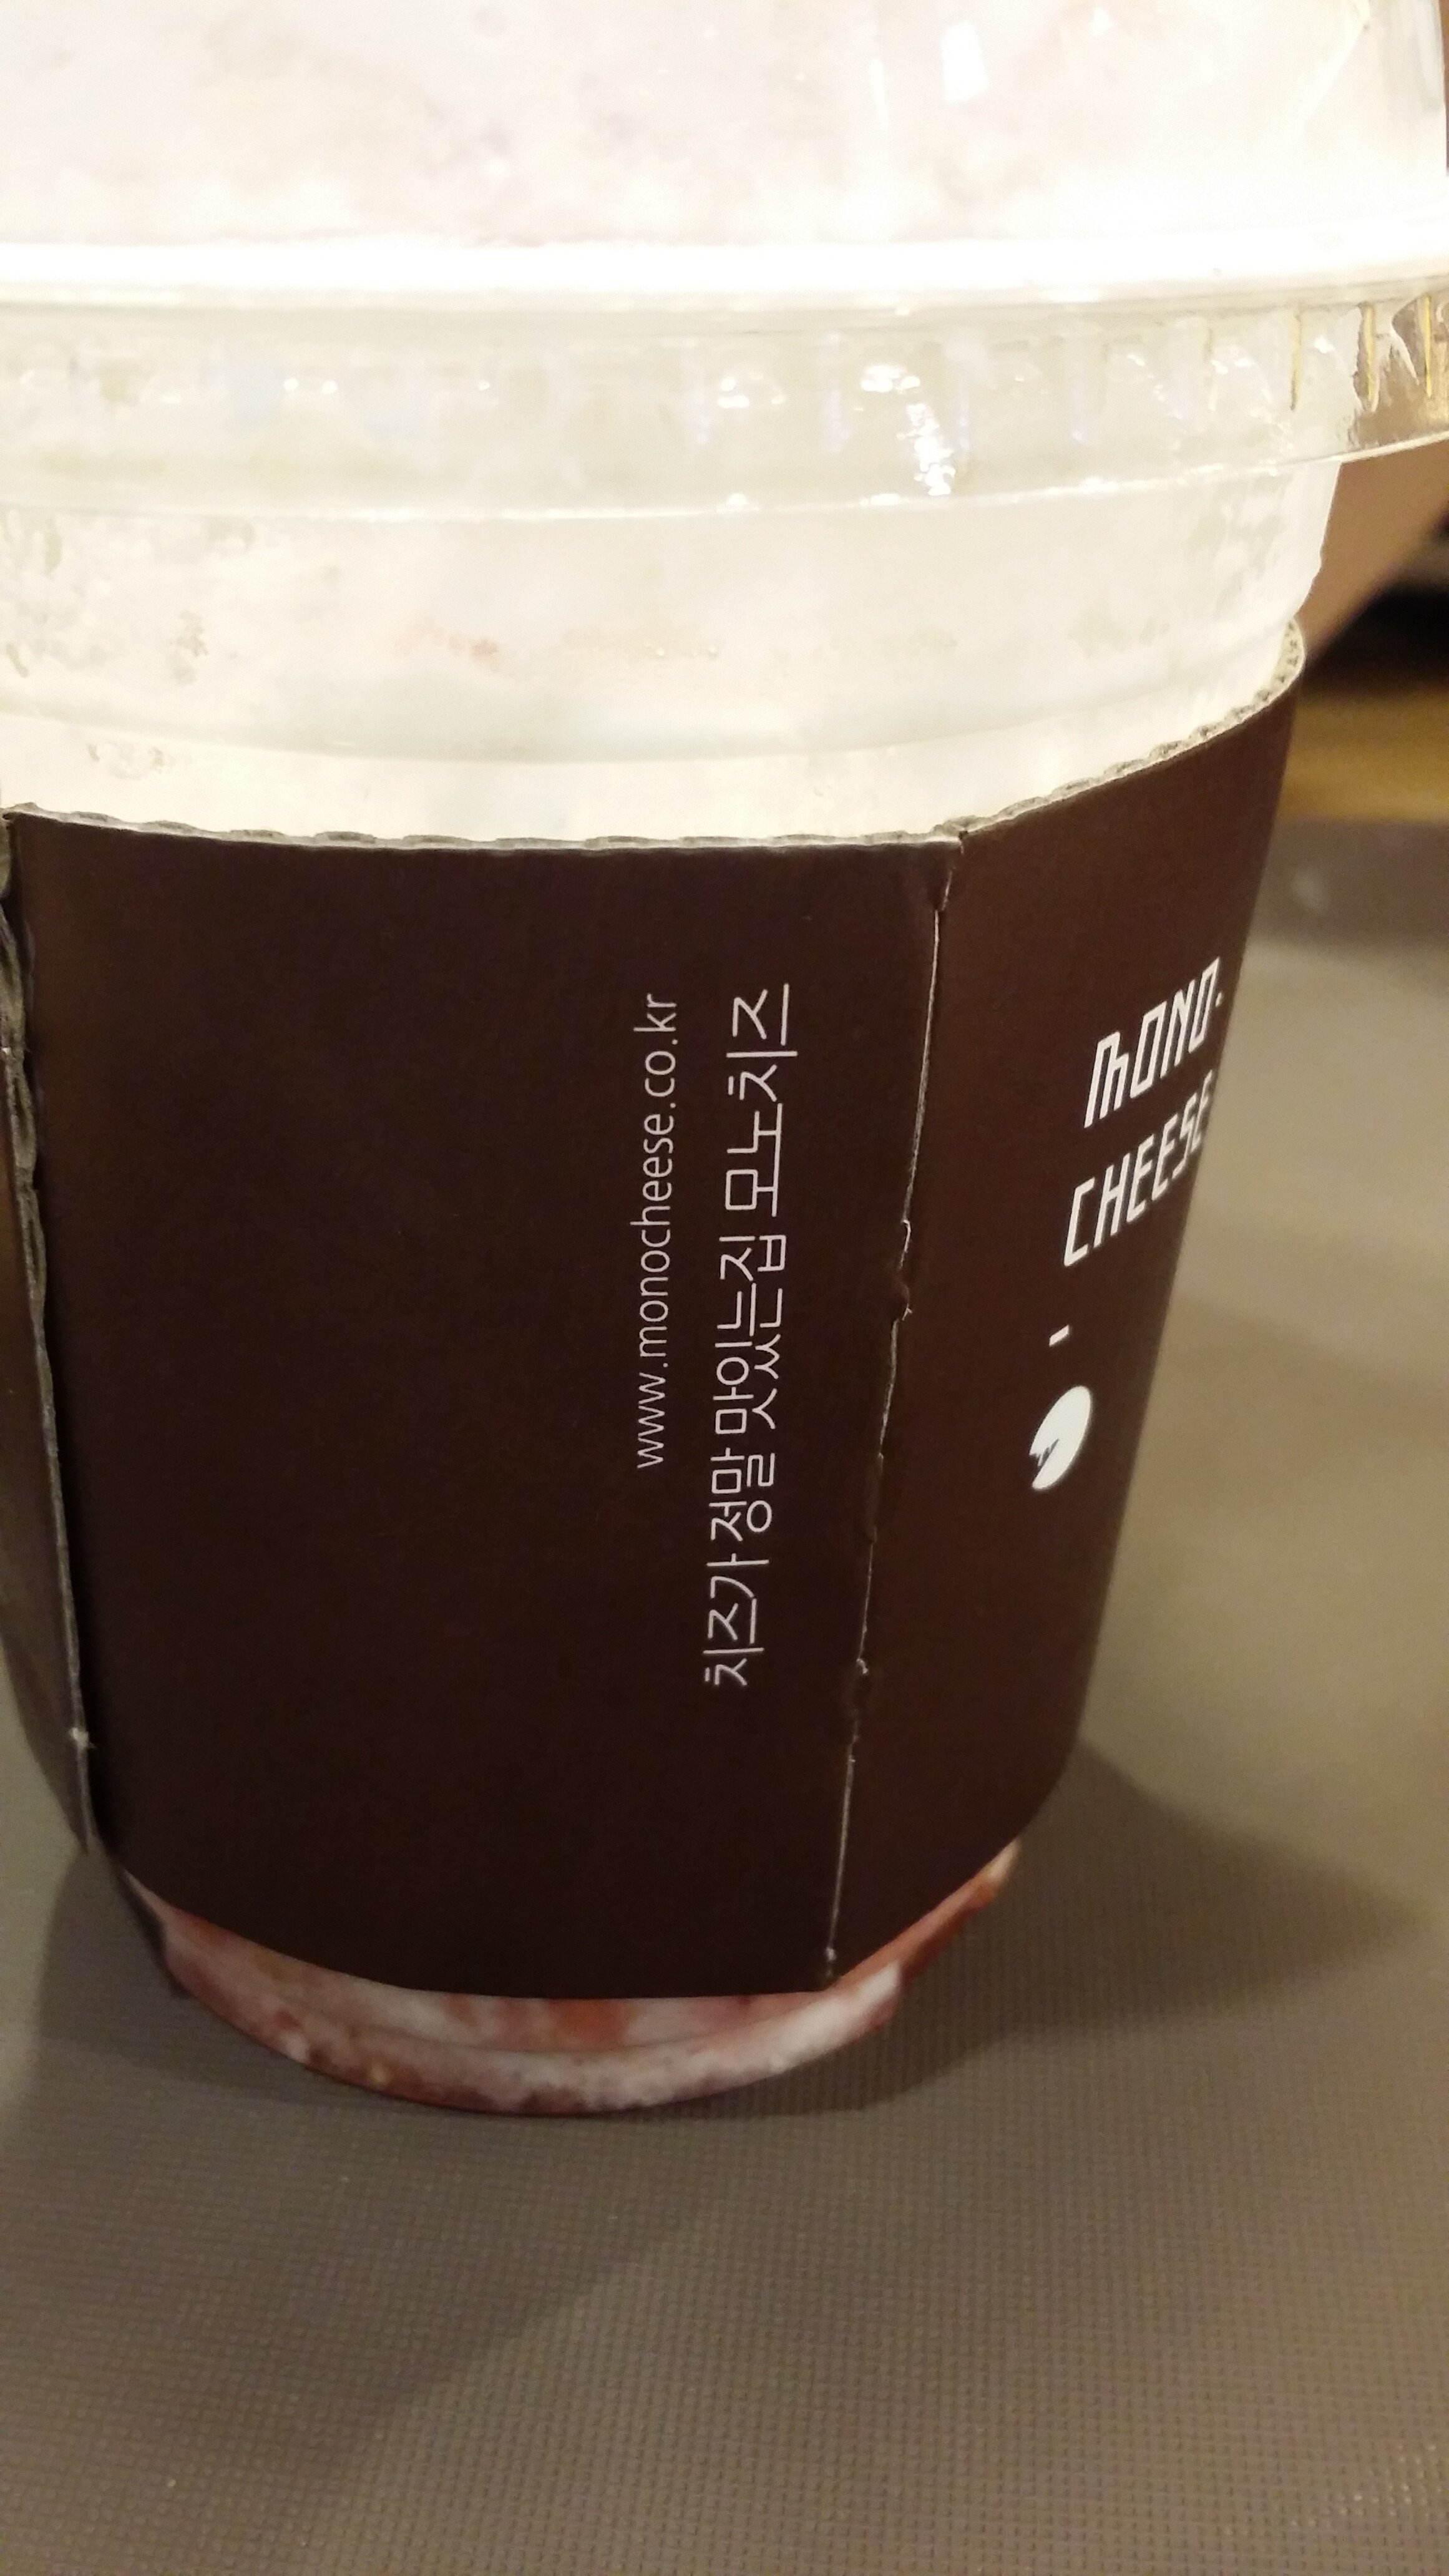 치즈가 정말 맛있는집 모노치즈
www.monocheese.co.kr
MONO.
CHEESE
-